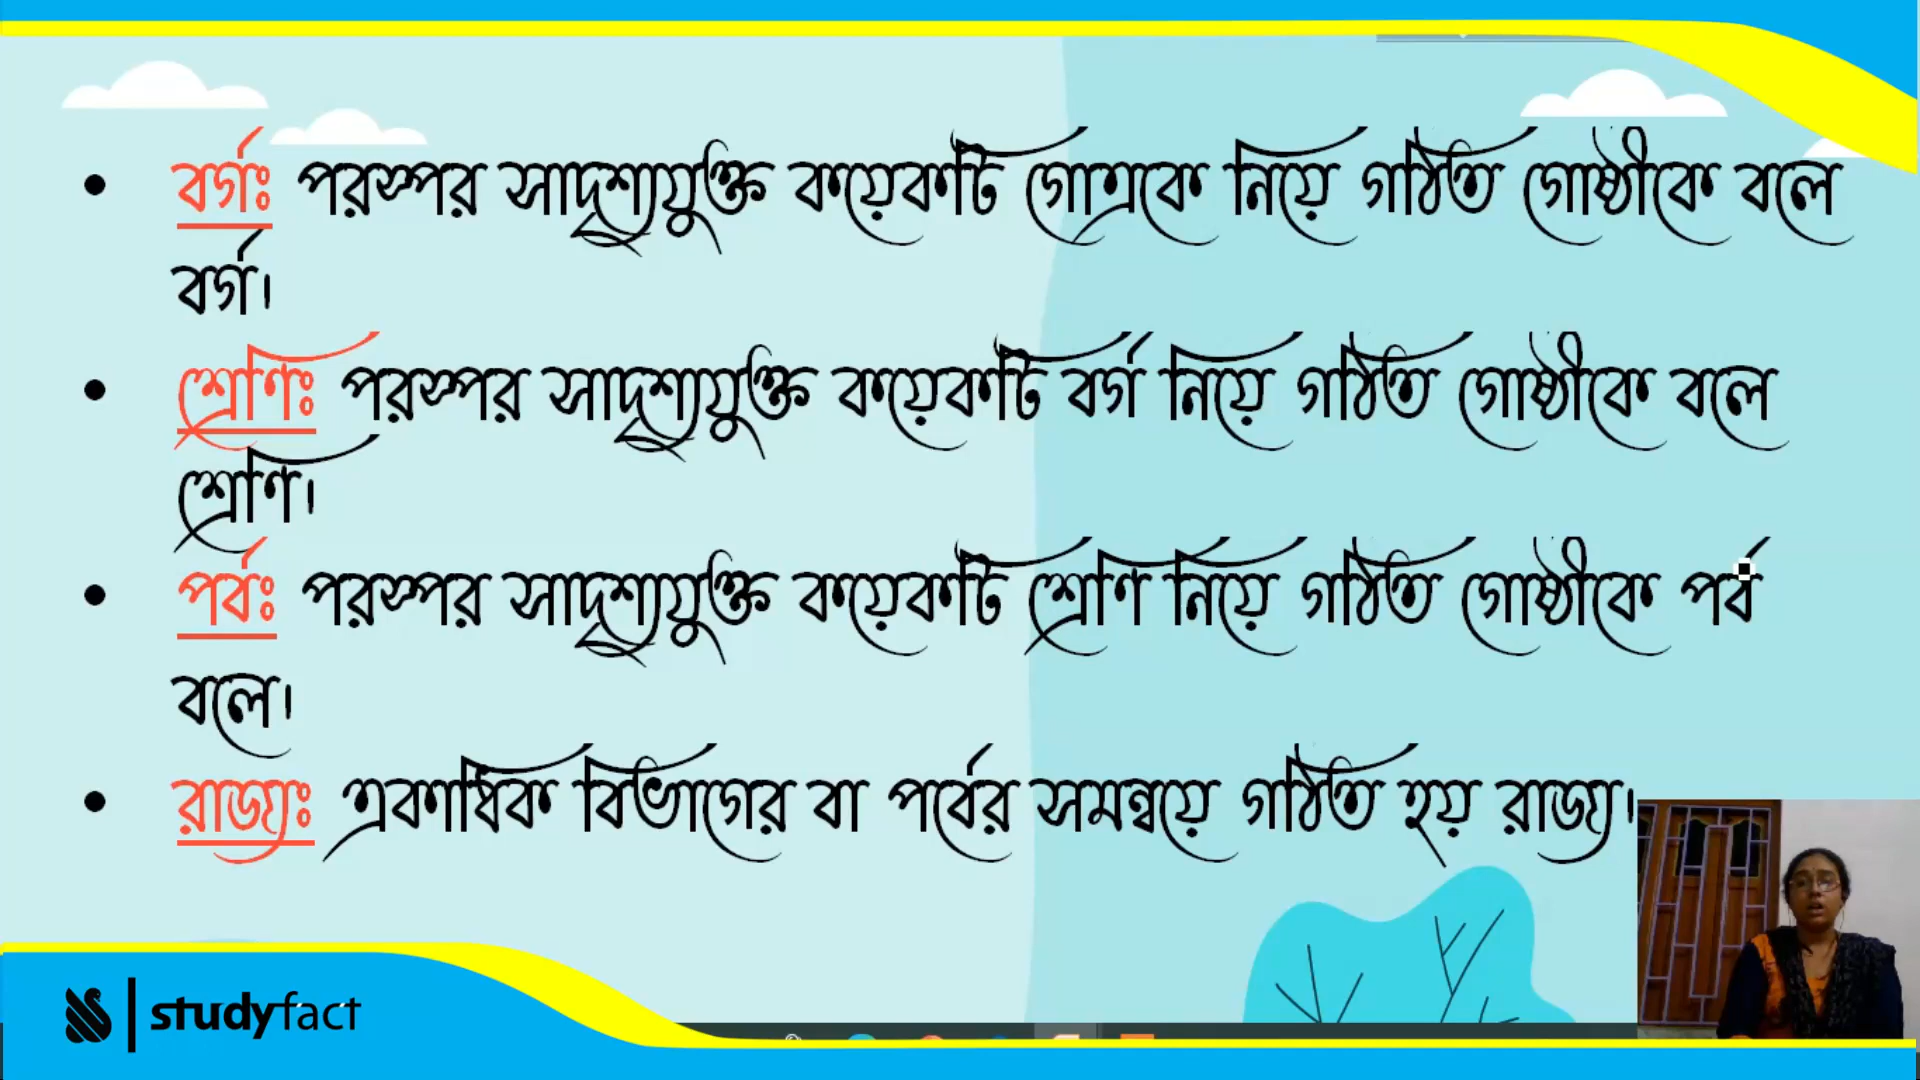 বর্গঃ পরস্পর সাদৃশ্যযুক্ত কয়েকটি গোত্রকে নিয়ে গঠিত গোষ্ঠীকে বলে
বর্গ।
শ্রেণিঃ পরস্পর সাদৃশ্যযুক্ত কয়েকটি বর্গ নিয়ে গঠিত গোষ্ঠীকে বলে
শ্রেণি।
পর্বঃ পরস্পর সাদৃশ্যযুক্ত কয়েকটি শ্রেণি নিয়ে গঠিত গোষ্ঠীকে পর্ব
বলে।
রাজ্যঃ একাধিক বিভাগের বা পর্বের সমন্বয়ে গঠিত হয় রাজ্য।
studyfact